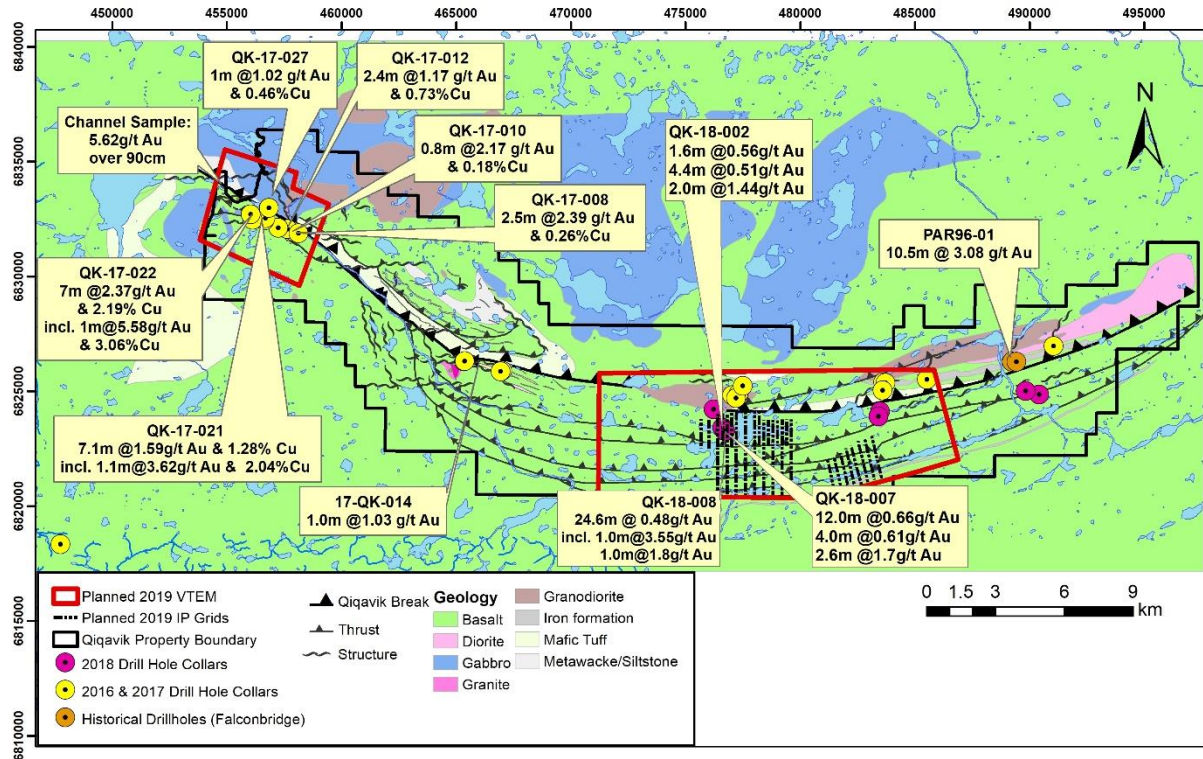 450000
455000
460000
465000
470000
475000
480000
485000
490000
495000
6840000
6835000
6830000
6825000
6820000
6815000
6810000
QK-17-027
1m @1.02 g/t Au
& 0.46%Cu
QK-17-012
2.4m @1.17 g/t Au
& 0.73%Cu
Channel Sample:
5.62g/t Au
over 90cm
QK-17-010
0.8m @2.17 g/t Au
& 0.18%Cu
QK-18-002
1.6m @0.56g/t Au
4.4m @0.51g/t Au
2.0m @1.44g/t Au
N
QK-17-008
2.5m @2.39 g/t Au
& 0.26%Cu
PAR96-01
10.5m @ 3.08 g/t Au
QK-17-022
7m @2.37g/t Au
& 2.19% Cu
incl. 1m@5.58g/t Au
& 3.06%Cu
QK-17-021
7.1m @1.59g/t Au & 1.28% Cu
incl. 1.1m@3.62g/t Au & 2.04%Cu
17-QK-014
1.0m @1.03 g/t Au
QK-18-008
24.6m @ 0.48g/t Au
incl. 1.0m@3.55g/t Au
1.0m@1.8g/t Au
QK-18-007
12.0m @0.66g/t Au
4.0m @0.61g/t Au
2.6m @1.7g/t Au
Planned 2019 VTEM
Planned 2019 IP Grids
Qiqavik Property Boundary
2018 Drill Hole Collars
2016 & 2017 Drill Hole Collars
Historical Drillholes (Falconbridge)
Qiqavik Break
Thrust
Structure
Geology
Basalt
Diorite
Gabbro
Granite
Granodiorite
Iron formation
Mafic Tuff
Metawacke/Siltstone
0 1.5 3 6 9
km